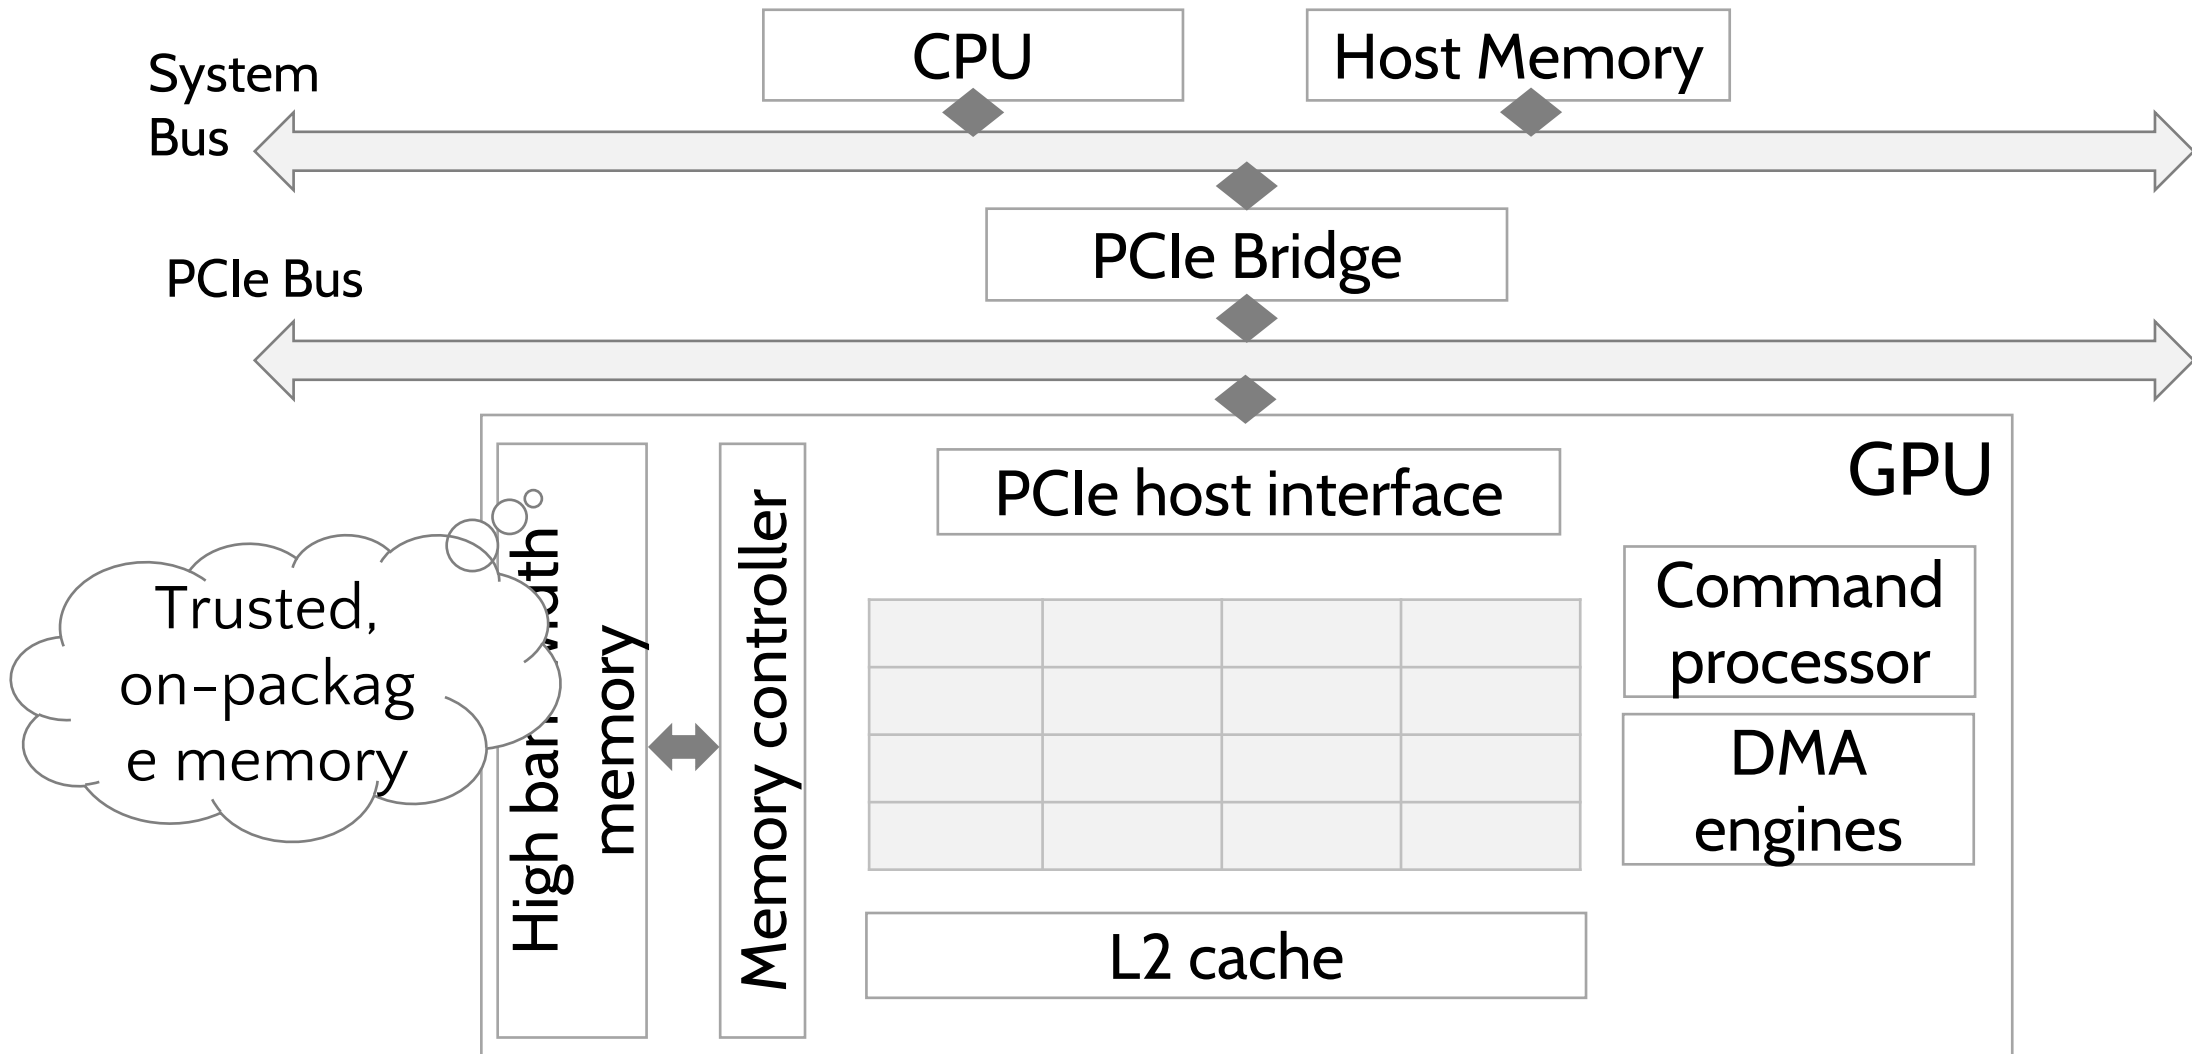 CPU
Host Memory
System
Bus
PCIe Bridge
PCIe Bus
GPU
PCIe host interface
High
memory
Memory controller
Trusted,
on-packag
e memory
Command
processor
DMA
engines
L2 cache